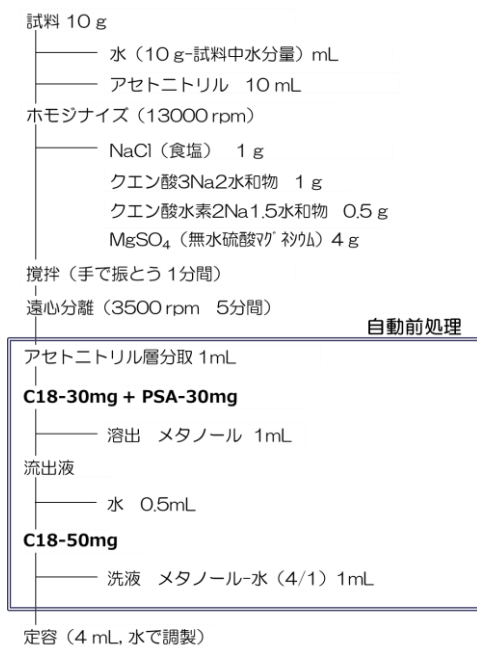 試料 10 g
水（10 g-試料中水分量）mL
アセトニトリル 10 mL
ホモジナイズ（13000 rpm）
NaCl（食塩） 1 g
クエン酸3Na2水和物 1 g
クエン酸水素2Na1.5水和物 0.5 g
MgSO₄（無水硫酸ﾏｸﾞﾈｼｳﾑ）4 g
撹拌（手で振とう 1分間）
遠心分離（3500 rpm 5分間）
自動前処理
アセトニトリル層分取 1mL
C18-30mg + PSA-30mg
溶出 メタノール 1mL
流出液
水 0.5mL
C18-50mg
洗液 メタノール-水（4/1）1mL
定容（4 mL, 水で調製）